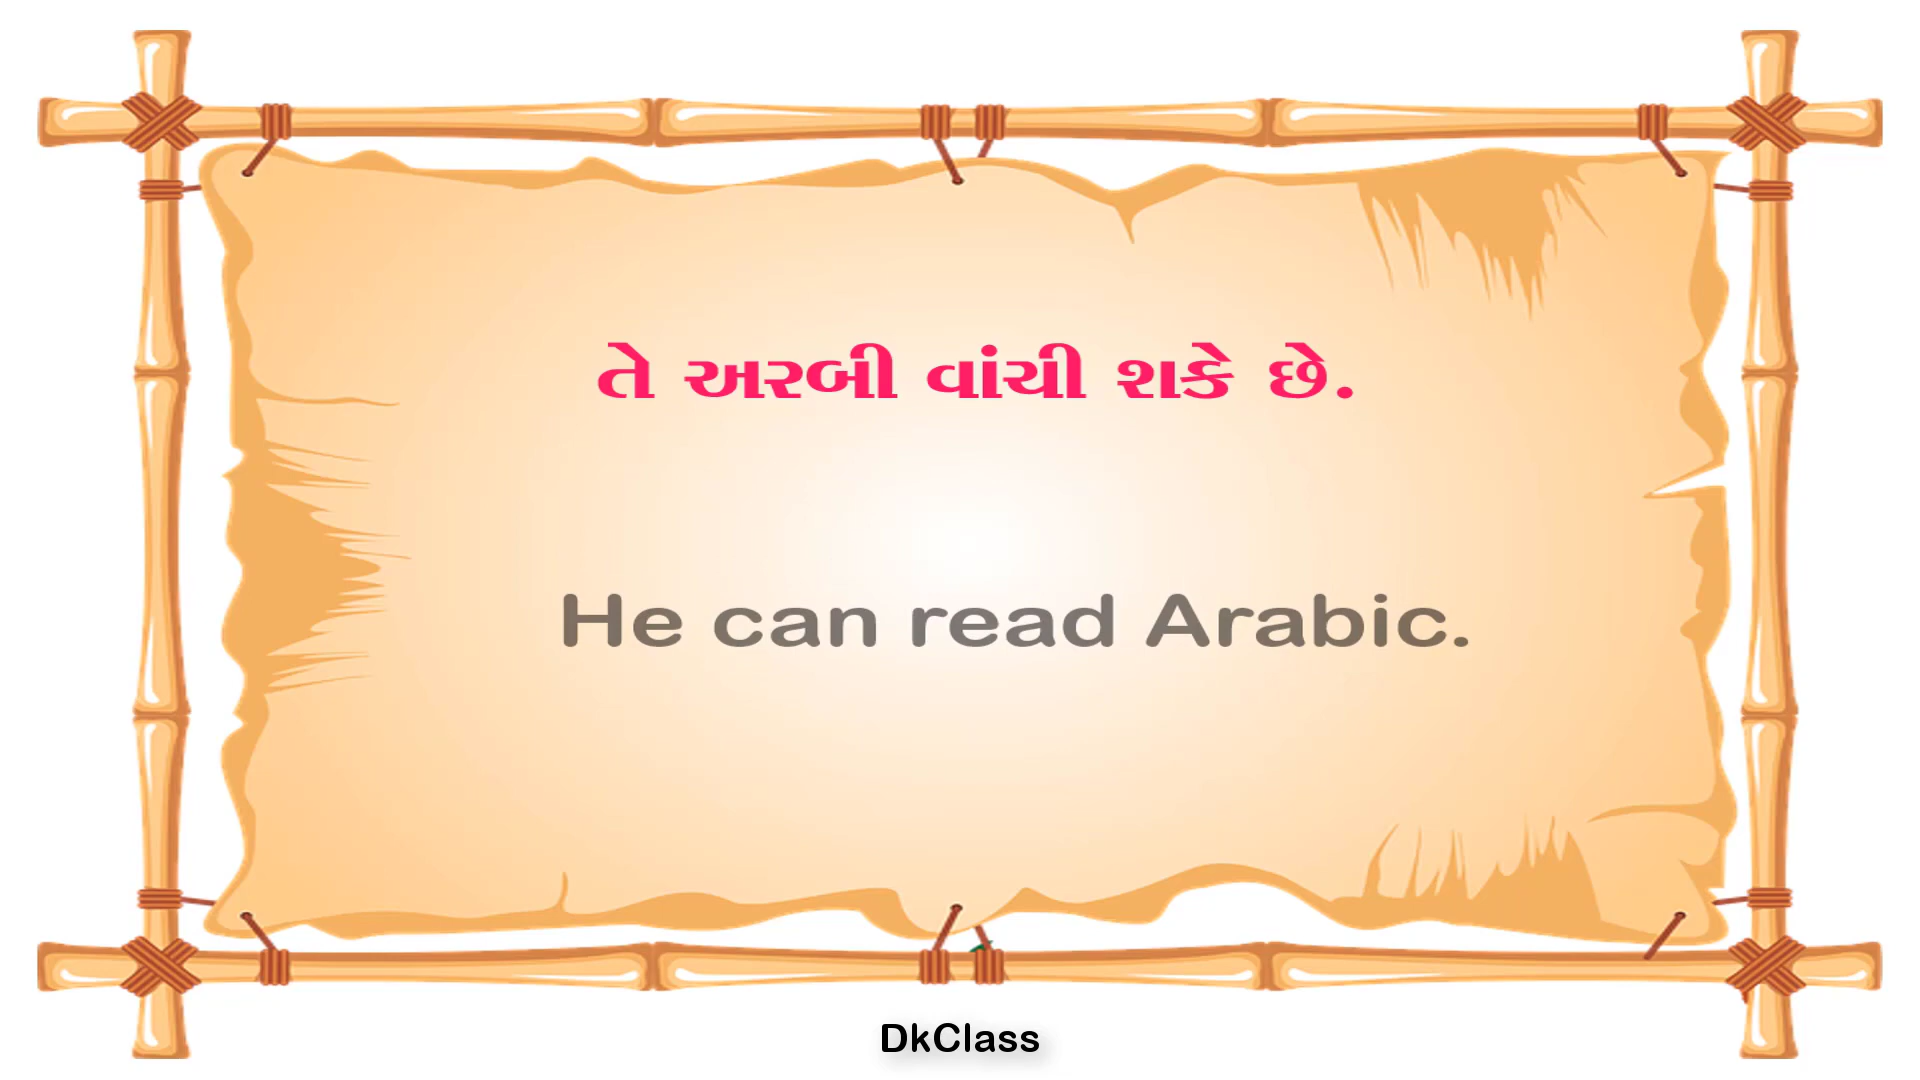 તે અરબી વાંચી શકે છે.
He can read Arabic.
DkClass